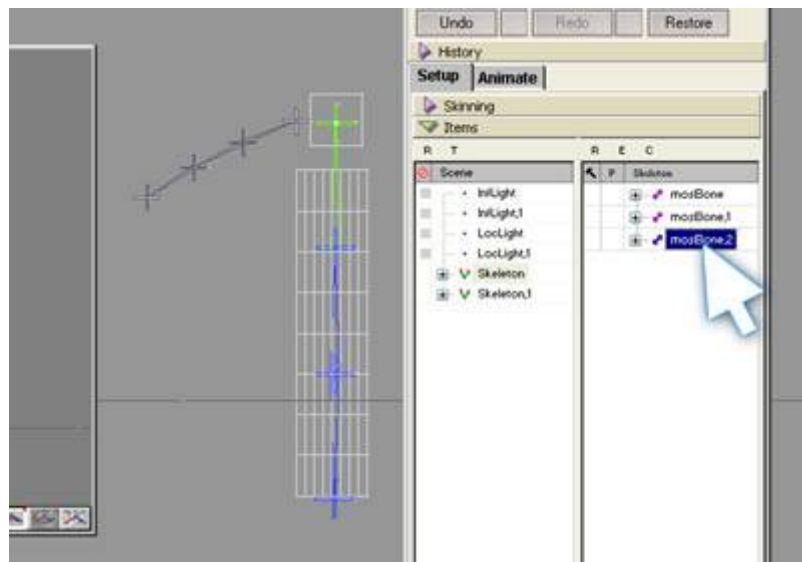 Undo Redo Restore
History
Setup Animate
Skinning
Items
R T R E C
Scene P Skeleton
InfLight mosBone
InfLight,1 mosBone,1
LocLight mosBone,2
LocLight,1
Skeleton
Skeleton,1